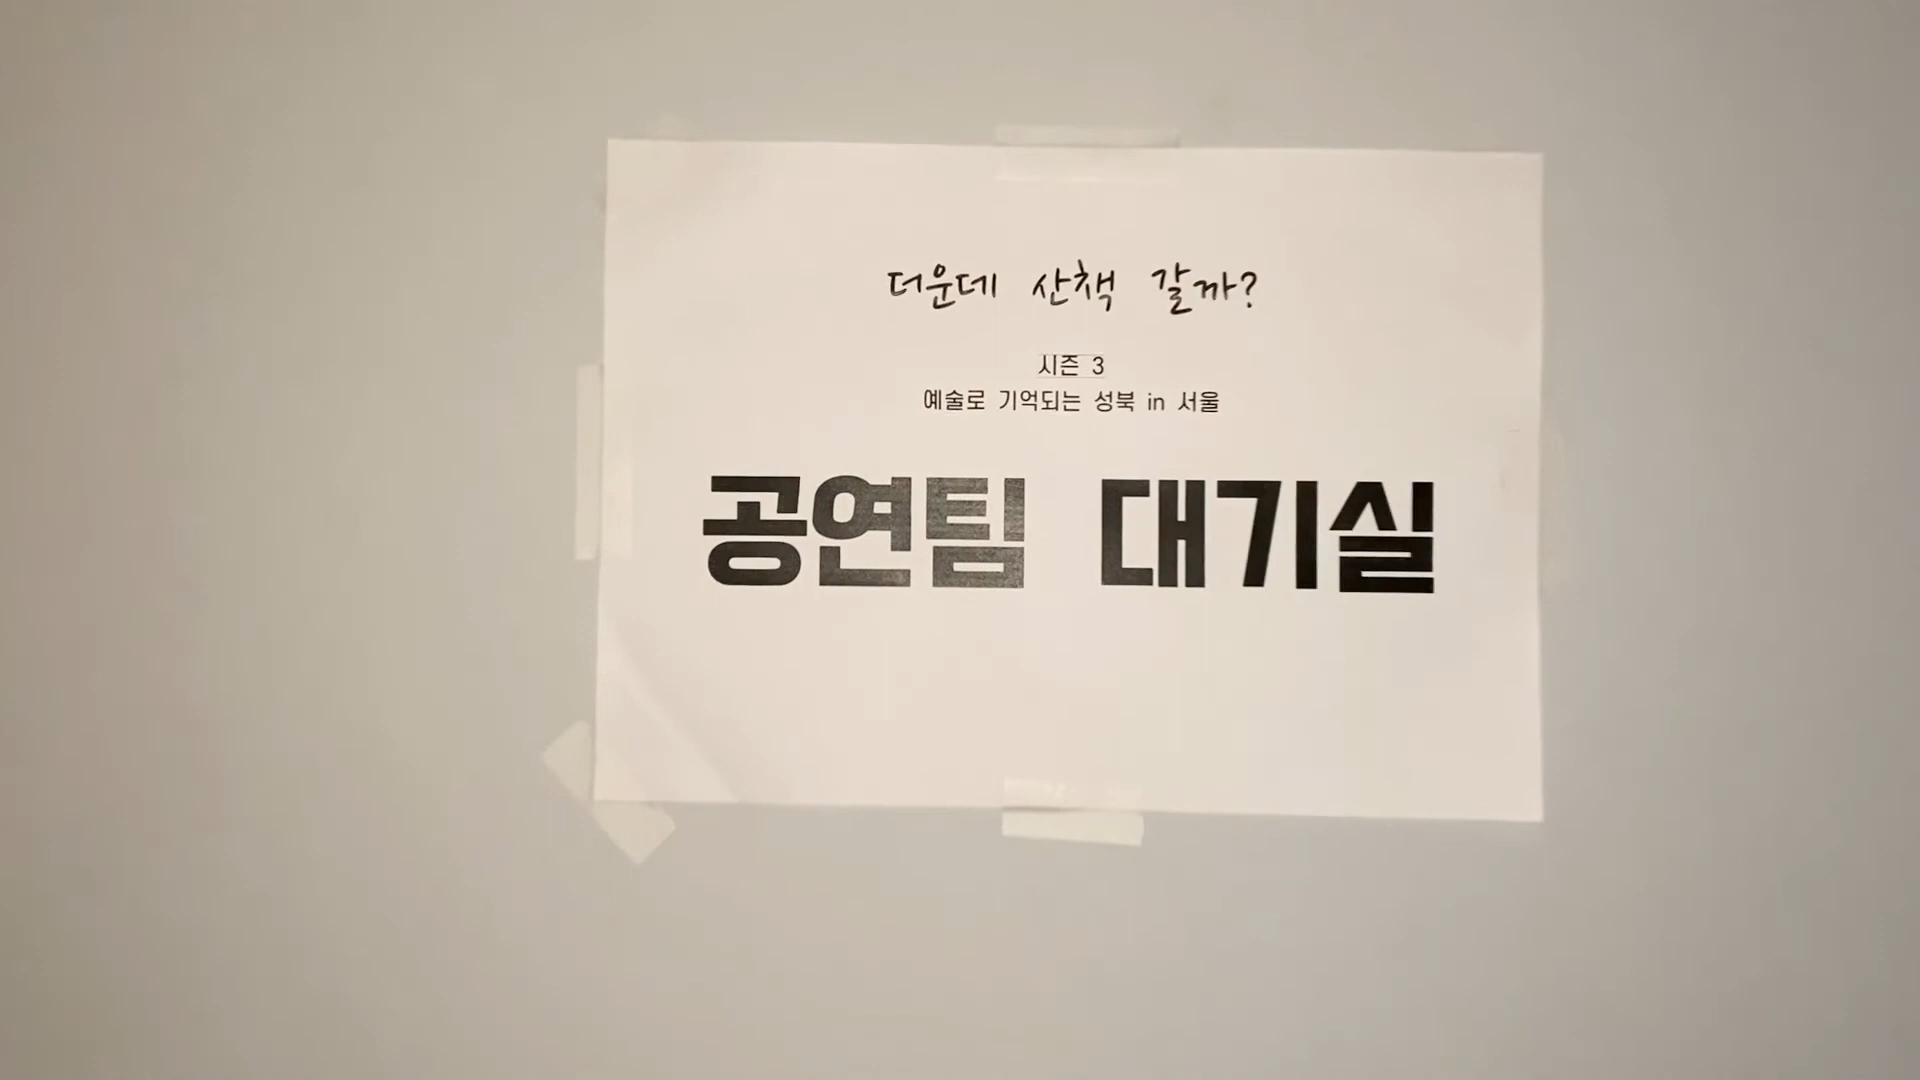 더운데 산책 갈까?
시즌 3
예술로 기억되는 성북 in 서울
공연팀 대기실